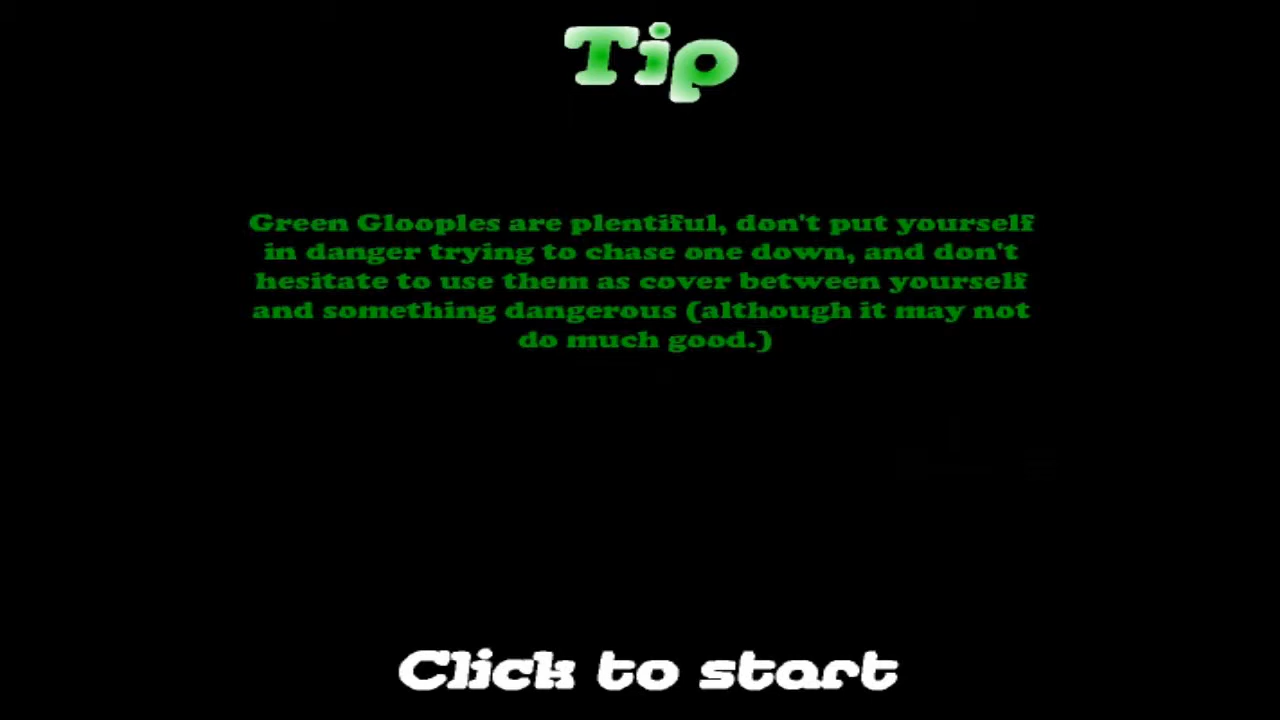 Tip
Green Glooples are plentiful, don't put yourself
in danger trying to chase one down, and don't
hesitate to use them as cover between yourself
and something dangerous (although it may not
do much good.)
Click to start